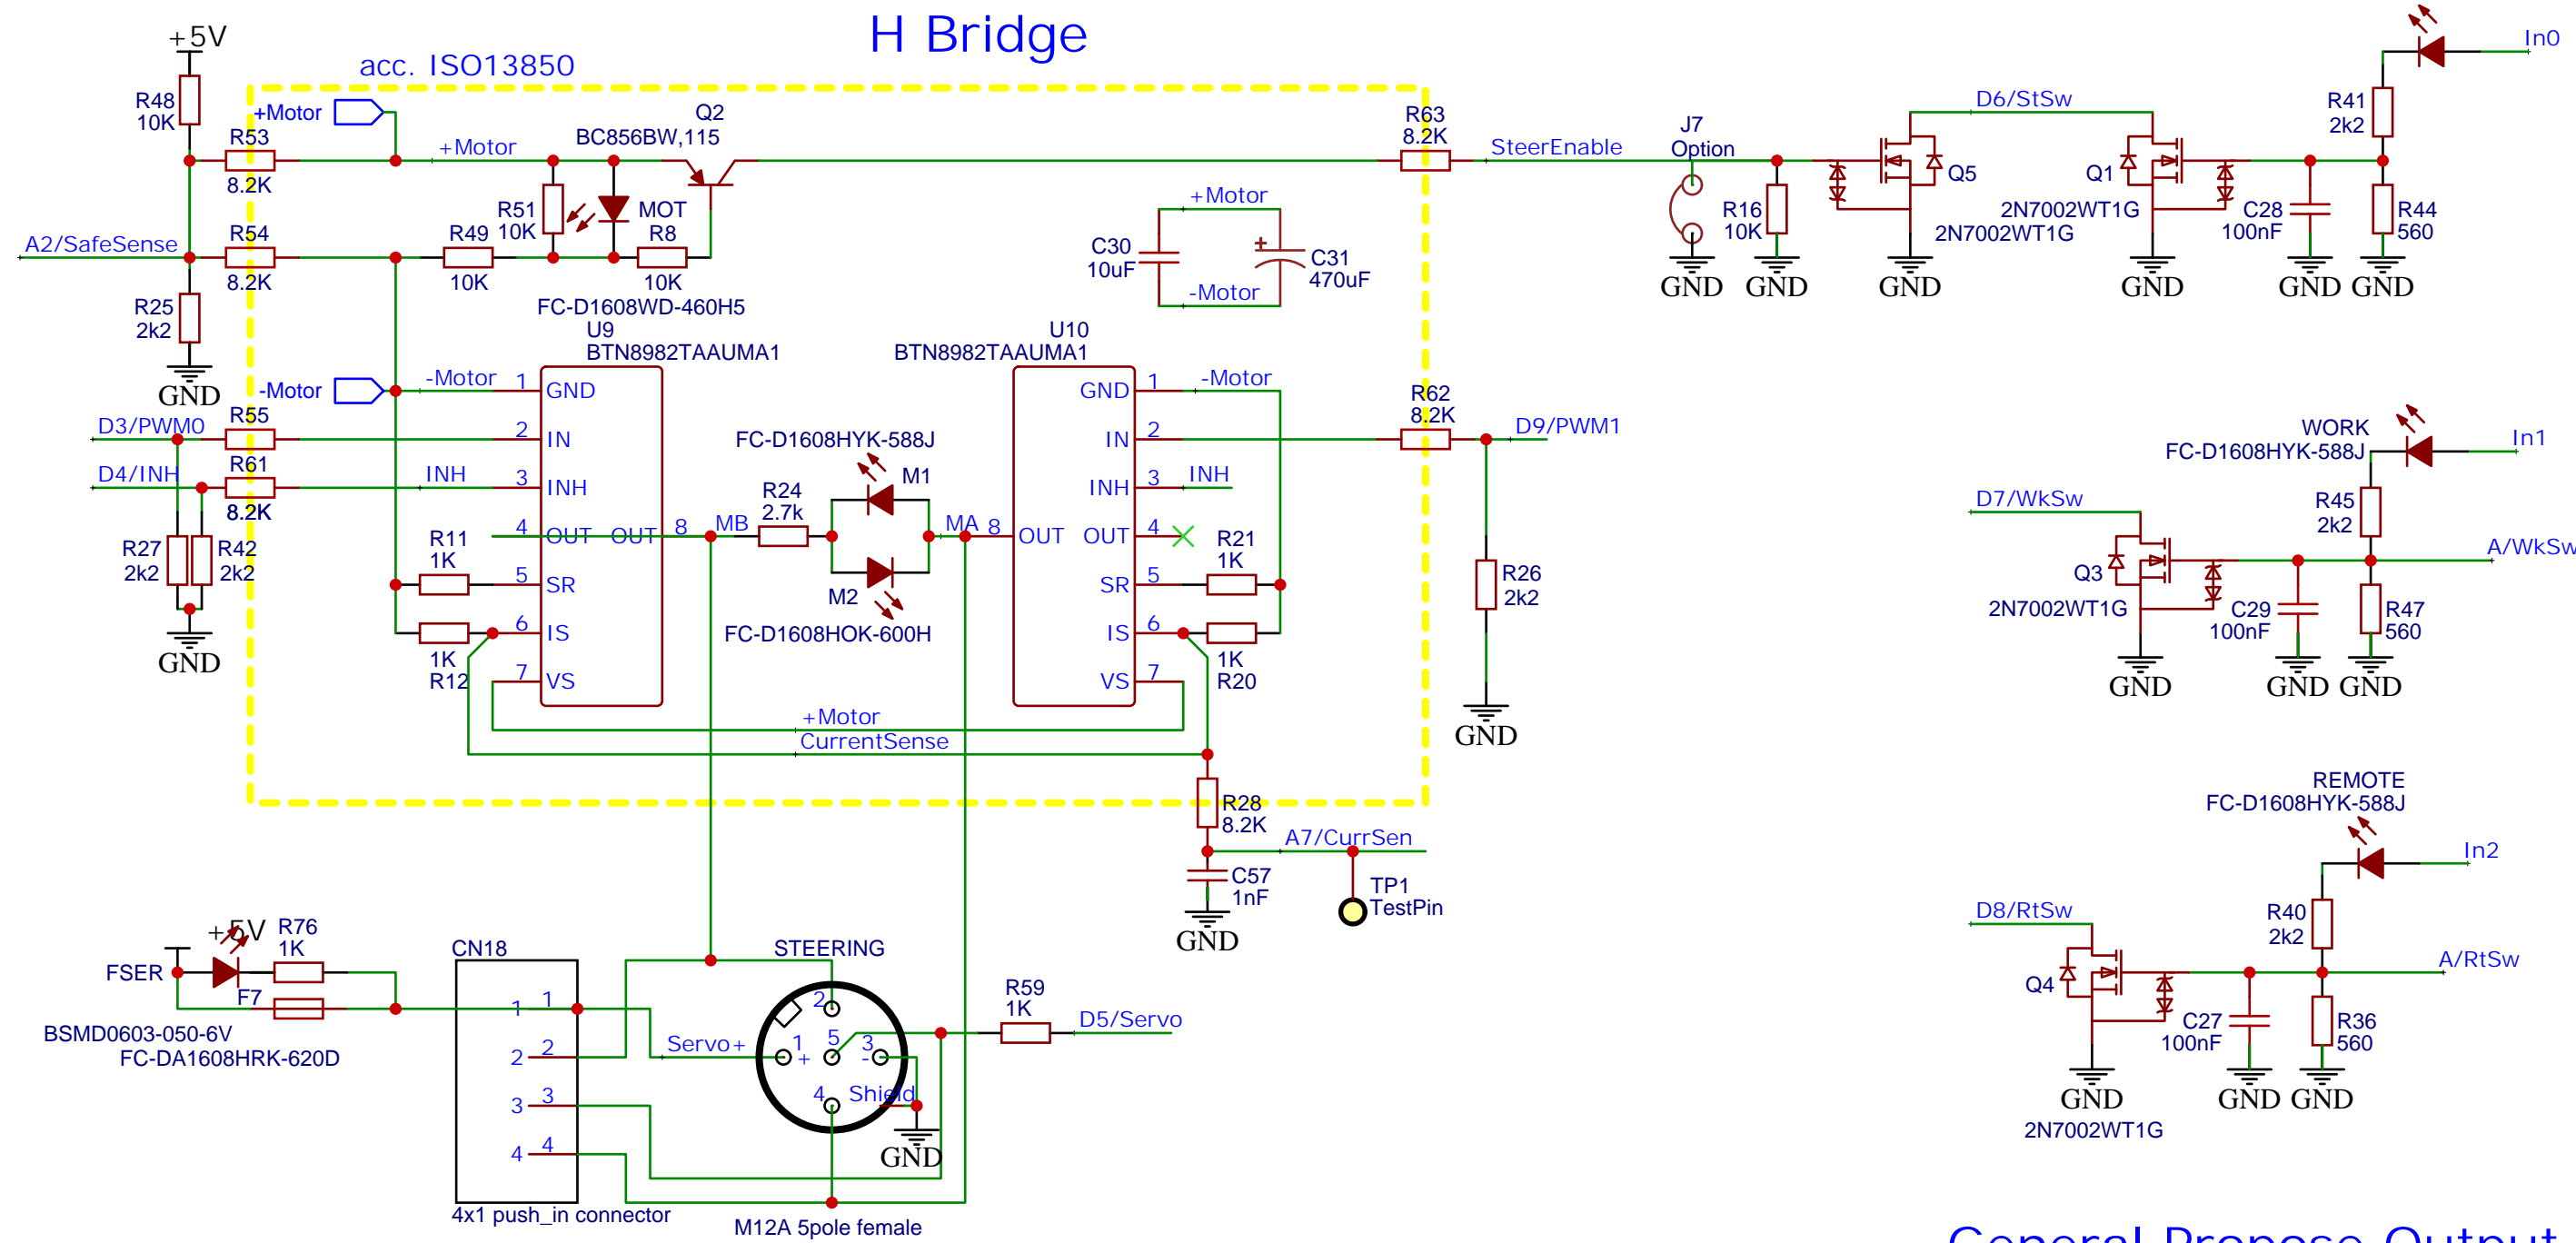 H Bridge
acc. ISO13850
+5V
R48
10K
+Motor
R53
8.2K
+Motor
Q2
BC856BW,115
R63
8.2K
SteerEnable
J7
Option
D6/StSw
In0
R41
2k2
R51
10K
MOT
R8
10K
R49
10K
A2/SafeSense
R54
8.2K
R25
2k2
GND
FC-D1608WD-460H5
+Motor
C30
10uF
C31
470uF
-Motor
R16
10K
Q5
2N7002WT1G
Q1
2N7002WT1G
C28
100nF
R44
560
GND
GND
GND
GND
GND
GND
U9
BTN8982TAAUMA1
U10
BTN8982TAAUMA1
-Motor
-Motor
1
GND
2
IN
3
INH
4
OUT
OUT
8
5
SR
6
IS
7
VS
GND
1
IN
2
INH
3
OUT
8
OUT
4
SR
5
IS
6
VS
7
-Motor
INH
D3/PWM0
R55
8.2K
D4/INH
R61
8.2K
INH
R27
2k2
R42
2k2
GND
R11
1K
1K
R12
MB
R24
2.7k
FC-D1608HYK-588J
M1
MA
M2
FC-D1608HOK-600H
R21
1K
1K
R20
R62
8.2K
D9/PWM1
R26
2k2
GND
+Motor
CurrentSense
R28
8.2K
A7/CurrSen
C57
1nF
GND
TP1
TestPin
WORK
FC-D1608HYK-588J
In1
D7/WkSw
R45
2k2
A/WkSw
Q3
2N7002WT1G
C29
100nF
R47
560
GND
GND
GND
REMOTE
FC-D1608HYK-588J
In2
D8/RtSw
R40
2k2
A/RtSw
Q4
C27
100nF
R36
560
GND
GND
GND
2N7002WT1G
+5V
R76
1K
FSER
F7
BSMD0603-050-6V
FC-DA1608HRK-620D
CN18
1
1
2
2
3
3
4
4
4x1 push_in connector
STEERING
Servo+
2
1
+
5
3
-
4
Shield
GND
M12A 5pole female
R59
1K
D5/Servo
General Propose Output